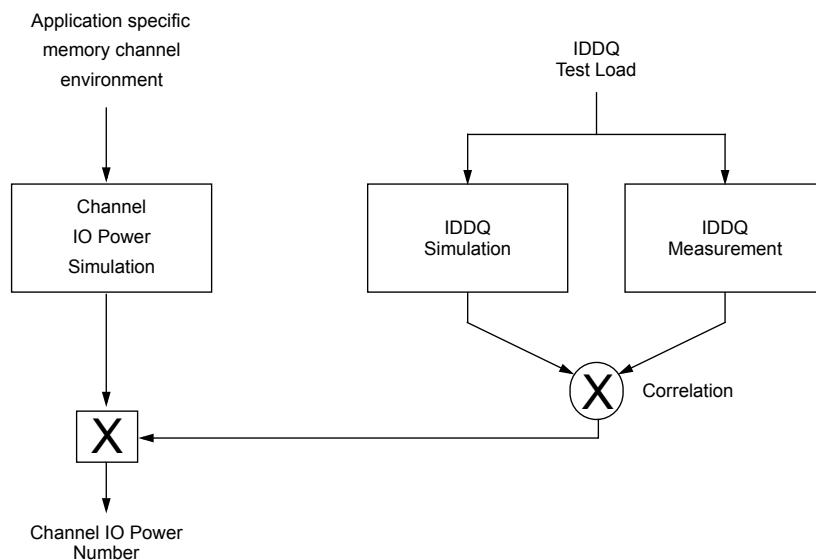 Application specific
memory channel
environment
IDDQ
Test Load
Channel
IO Power
Simulation
IDDQ
Simulation
IDDQ
Measurement
X
Correlation
X
Channel IO Power
Number